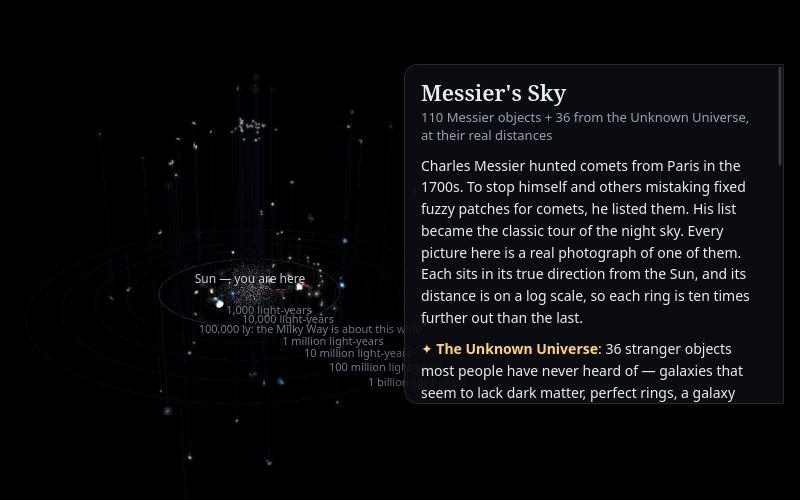 Messier's Sky
110 Messier objects + 36 from the Unknown Universe,
at their real distances
Charles Messier hunted comets from Paris in the
1700s. To stop himself and others mistaking fixed
fuzzy patches for comets, he listed them. His list
became the classic tour of the night sky. Every
picture here is a real photograph of one of them.
Each sits in its true direction from the Sun, and its
distance is on a log scale, so each ring is ten times
further out than the last.
✦ The Unknown Universe: 36 stranger objects
most people have never heard of — galaxies that
seem to lack dark matter, perfect rings, a galaxy
Sun — you are here
1,000 light-years
10,000 light-years
100,000 ly: the Milky Way is about this wide
1 million light-years
10 million light-years
100 million light-years
1 billion light-years